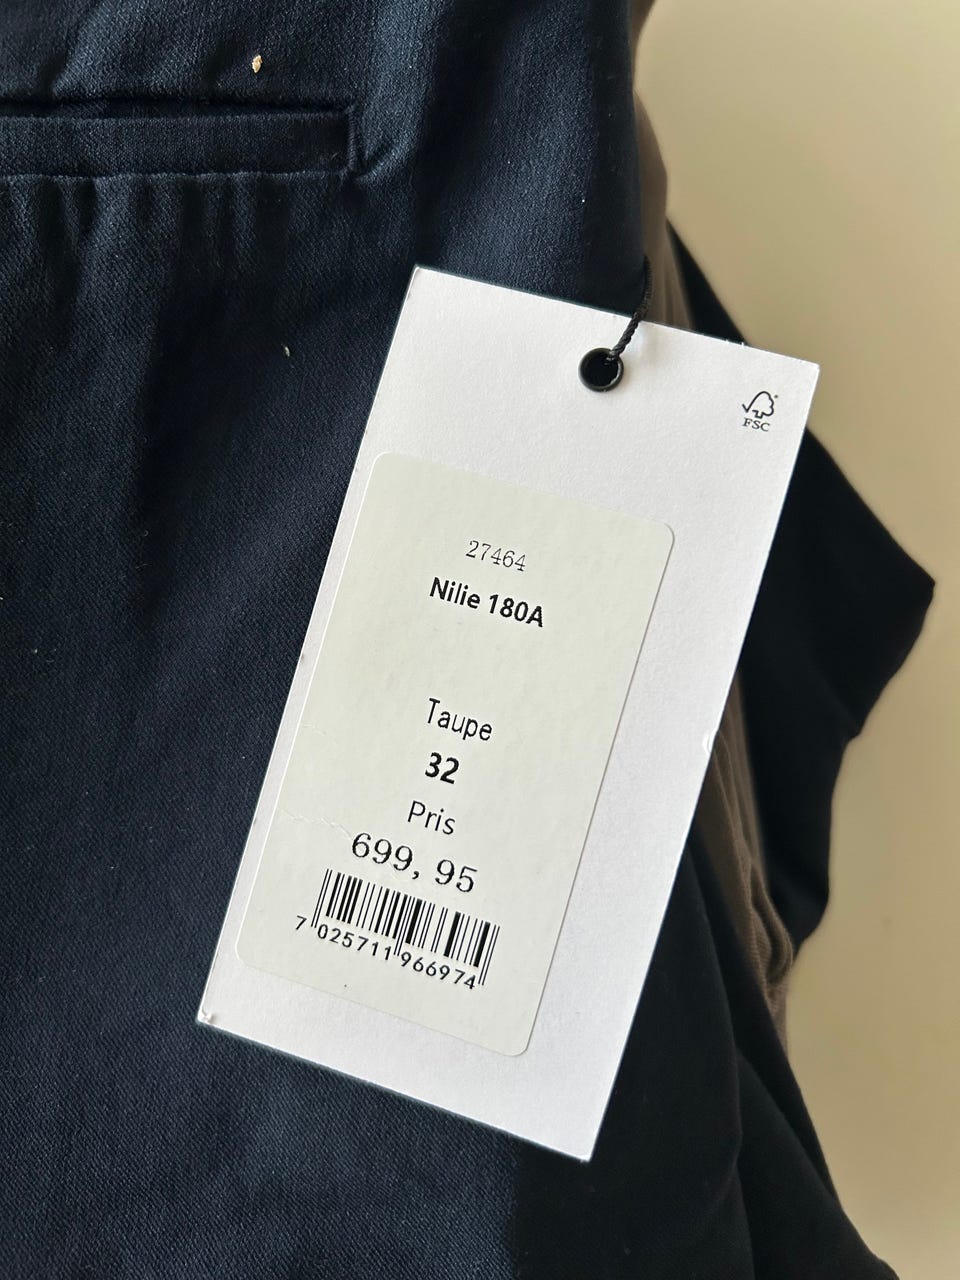 FSC
27464
Nilie 180A
Taupe
32
Pris
699, 95
7 025711 966974